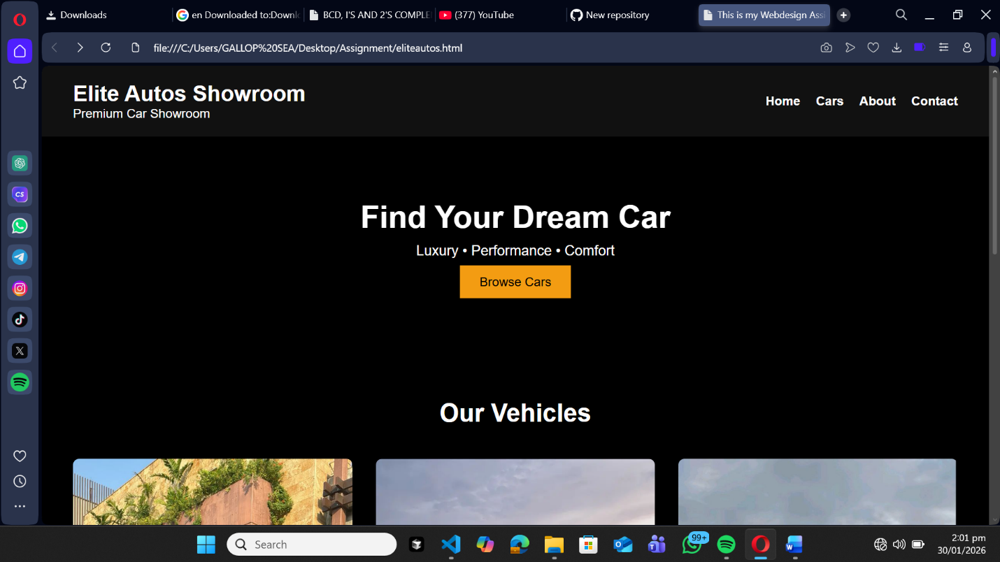 Downloads
en Downloaded to:Downl
BCD, I'S AND 2'S COMPLE
(377) YouTube
New repository
This is my Webdesign Assi
file:///C:/Users/GALLOP%20SEA/Desktop/Assignment/eliteautos.html
Elite Autos Showroom
Premium Car Showroom
Home Cars About Contact
Find Your Dream Car
Luxury • Performance • Comfort
Browse Cars
Our Vehicles
CS
Search
99+
2:01 pm
30/01/2026